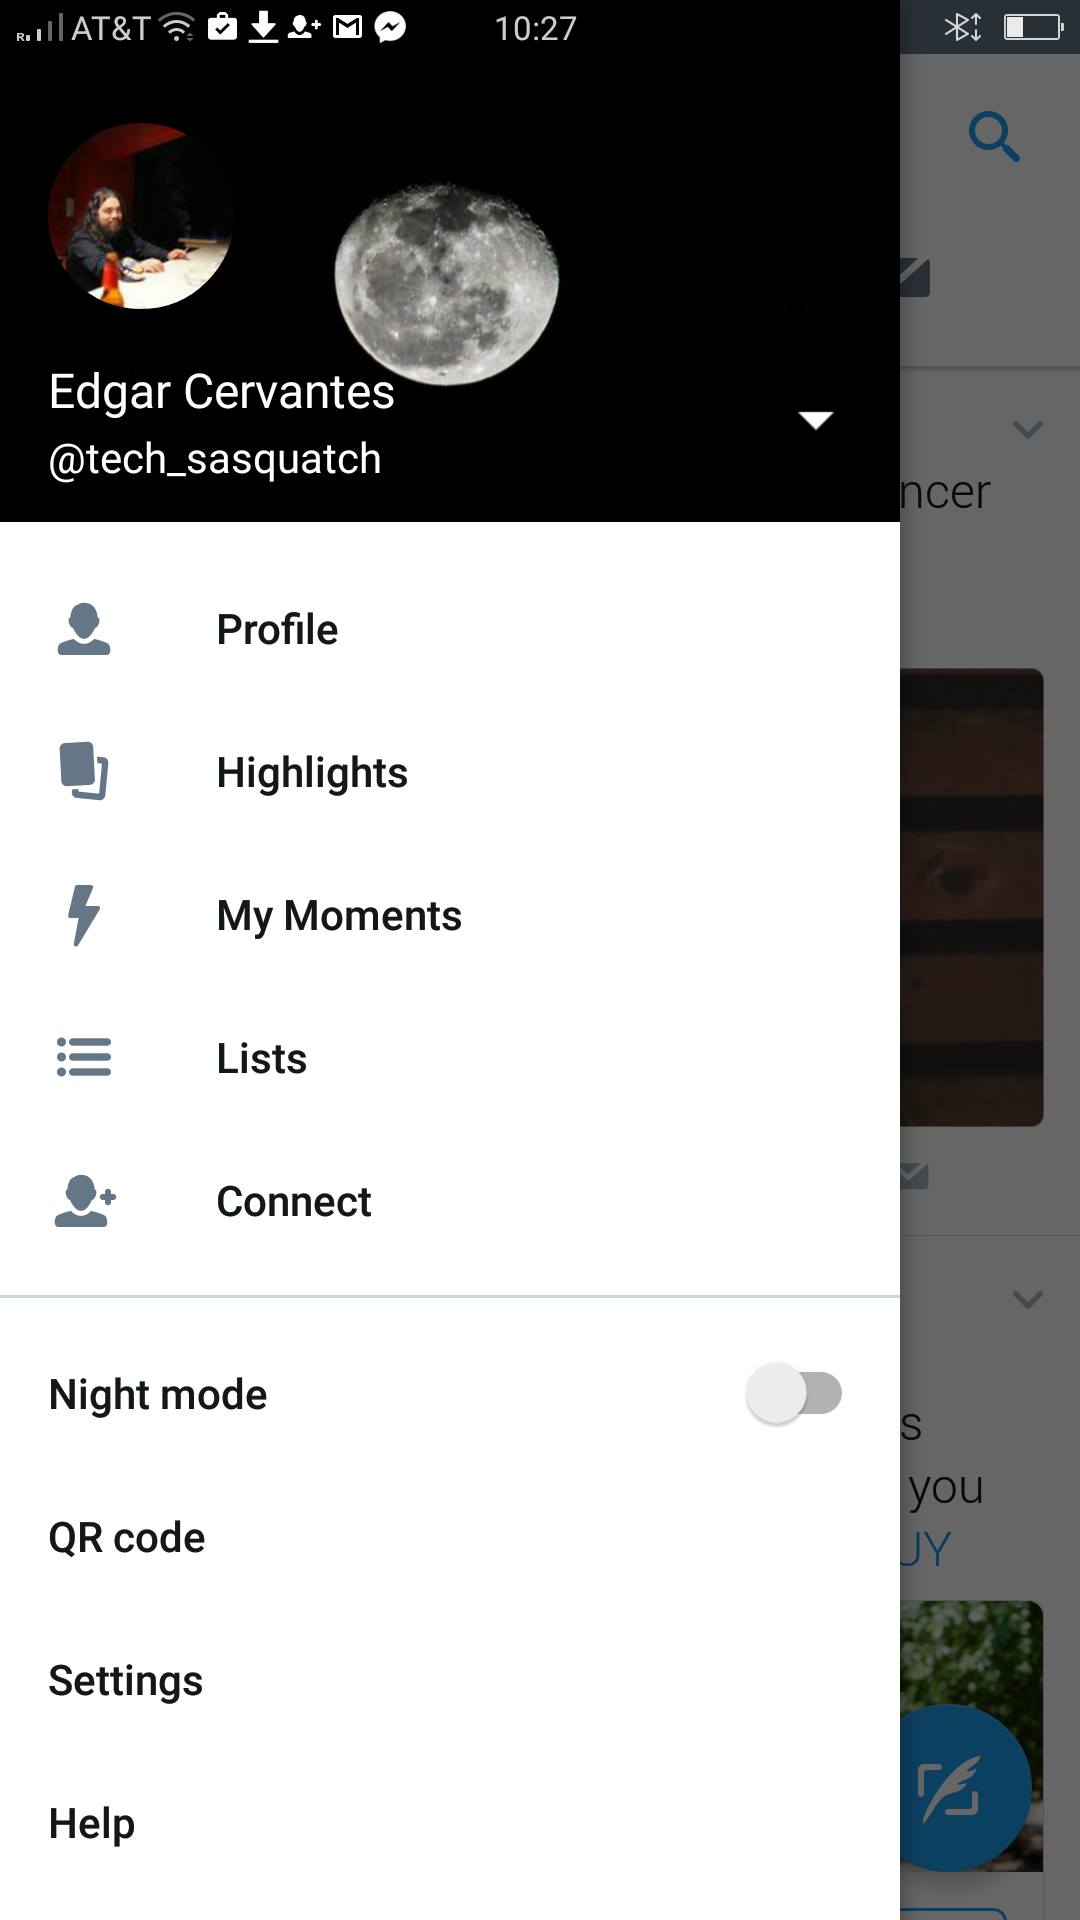 R AT&T 10:27
Edgar Cervantes
@tech_sasquatch
ncer
Profile
Highlights
My Moments
Lists
Connect
Night mode
s
you
QR code
UY
Settings
Help